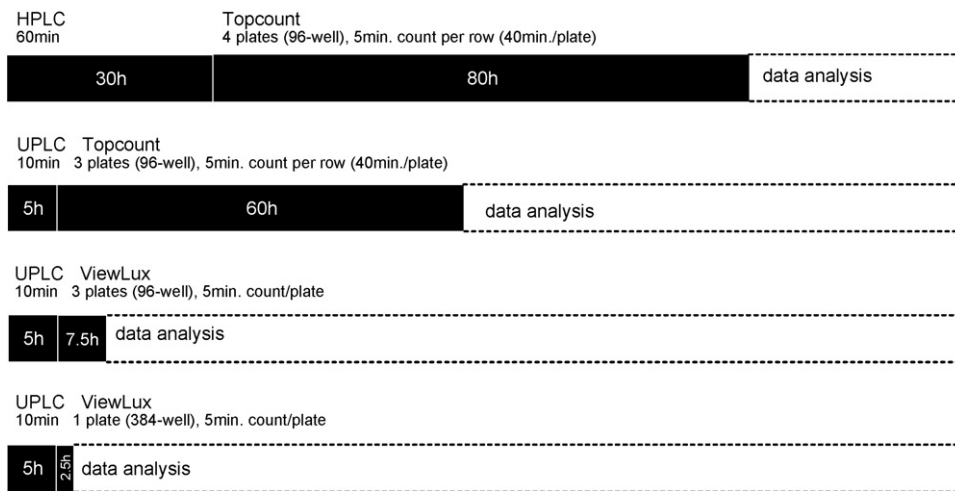 HPLC Topcount
60min 4 plates (96-well), 5min. count per row (40min./plate)
30h 80h data analysis
UPLC Topcount
10min 3 plates (96-well), 5min. count per row (40min./plate)
5h 60h data analysis
UPLC ViewLux
10min 3 plates (96-well), 5min. count/plate
5h 7.5h data analysis
UPLC ViewLux
10min 1 plate (384-well), 5min. count/plate
5h 2.5h data analysis